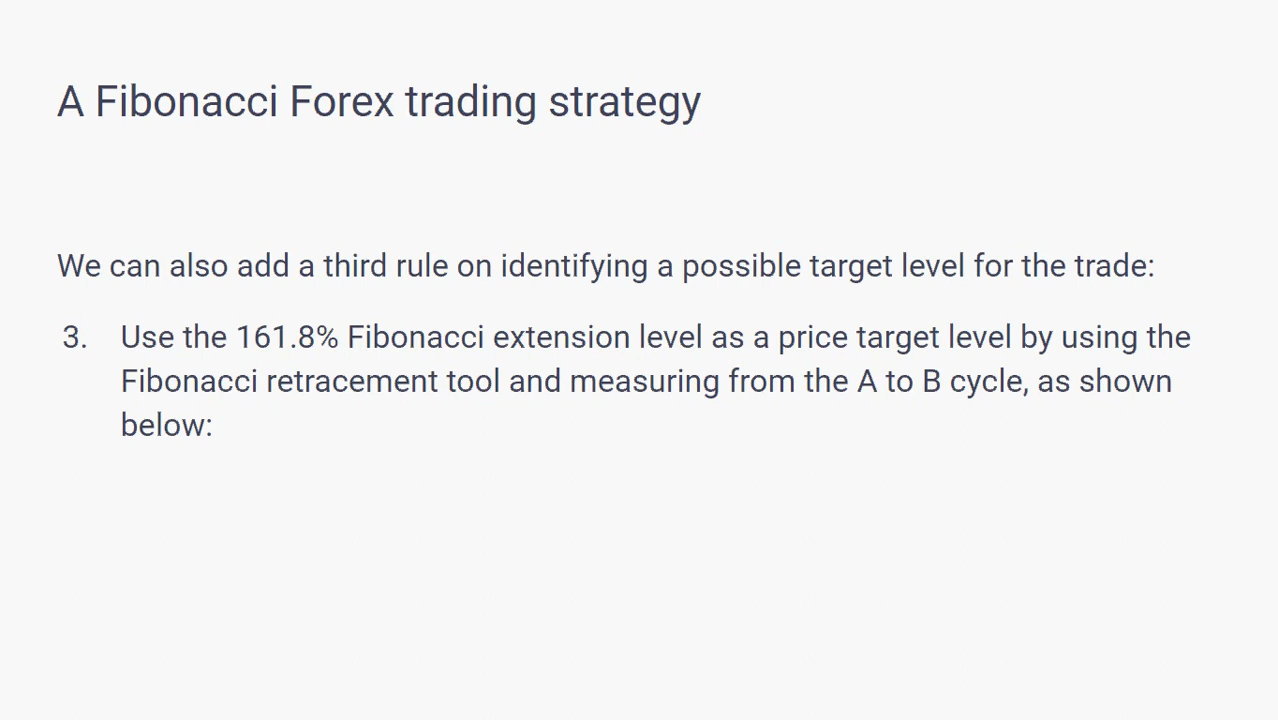 A Fibonacci Forex trading strategy
We can also add a third rule on identifying a possible target level for the trade:
3. Use the 161.8% Fibonacci extension level as a price target level by using the
Fibonacci retracement tool and measuring from the A to B cycle, as shown
below: